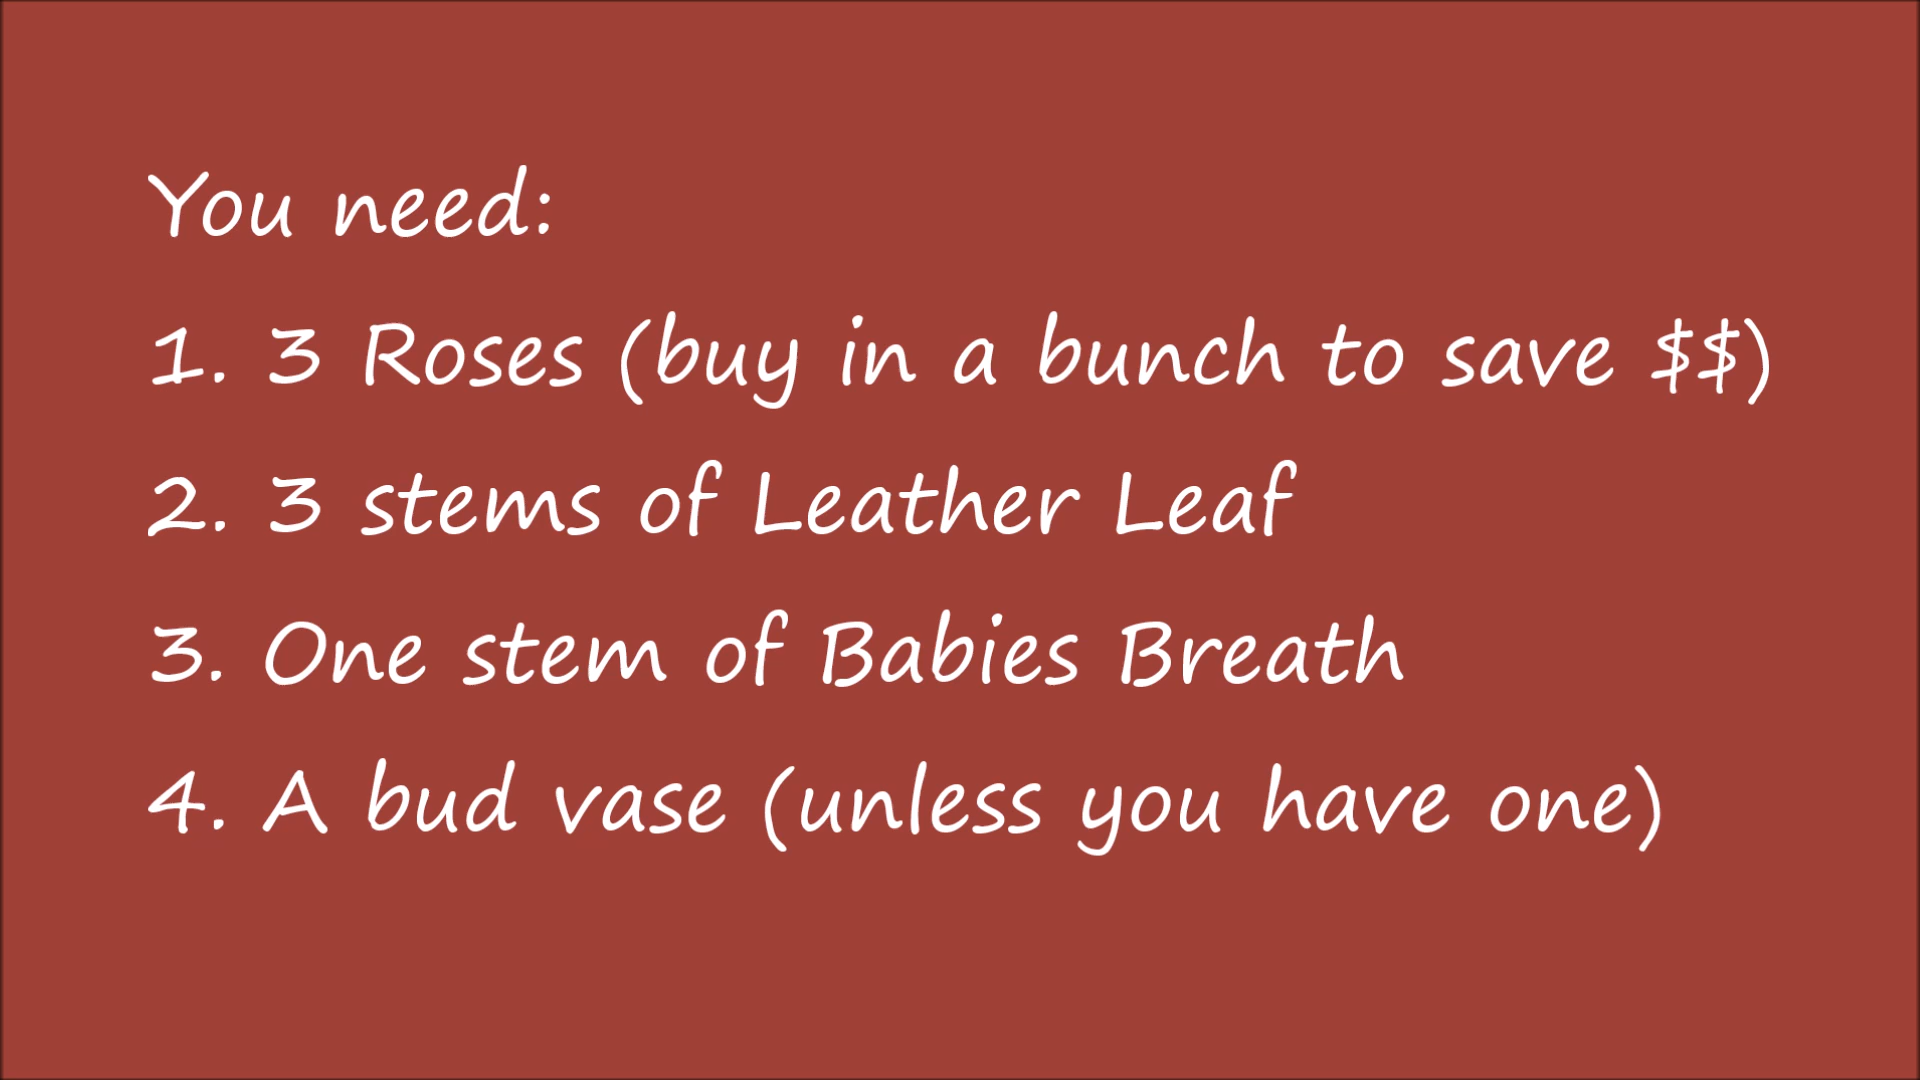 You need:
1. 3 Roses (buy in a bunch to save $$)
2. 3 stems of Leather Leaf
3. One stem of Babies Breath
4. A bud vase (unless you have one)